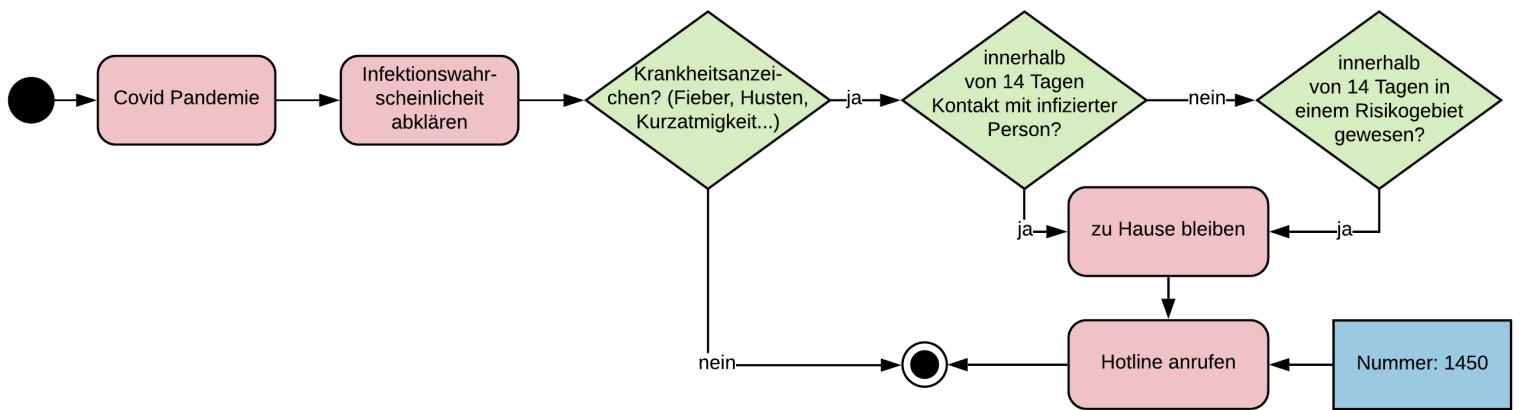 Covid Pandemie
Infektionswahr-
scheinlicheit
abklären
Krankheitsanzei-
chen? (Fieber, Husten,
Kurzatmigkeit...)
ja
innerhalb
von 14 Tagen
Kontakt mit infizierter
Person?
nein
innerhalb
von 14 Tagen in
einem Risikogebiet
gewesen?
ja
zu Hause bleiben
ja
nein
Hotline anrufen
Nummer: 1450